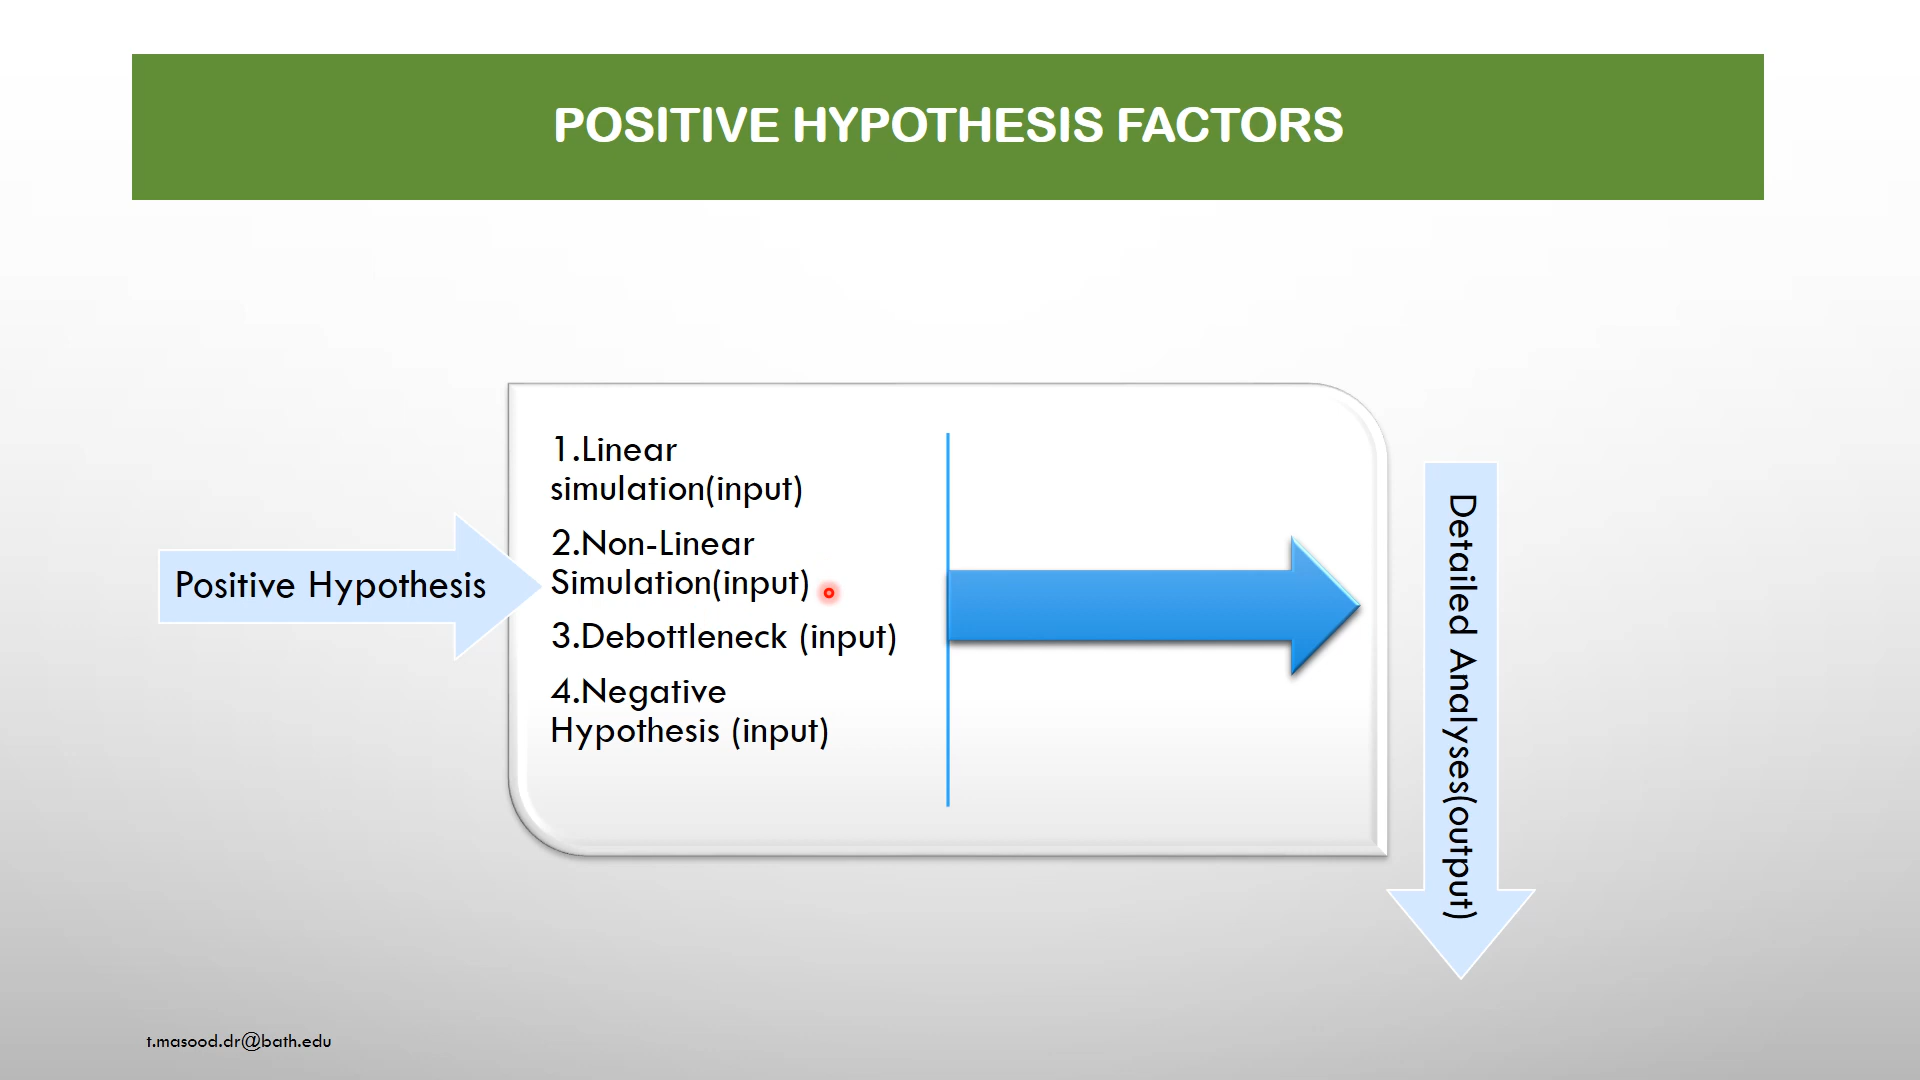 POSITIVE HYPOTHESIS FACTORS
Positive Hypothesis
1.Linear
simulation(input)
2.Non-Linear
Simulation(input)
3.Debottleneck (input)
4.Negative
Hypothesis (input)
Detailed Analyses(output)
t.masood.dr@bath.edu